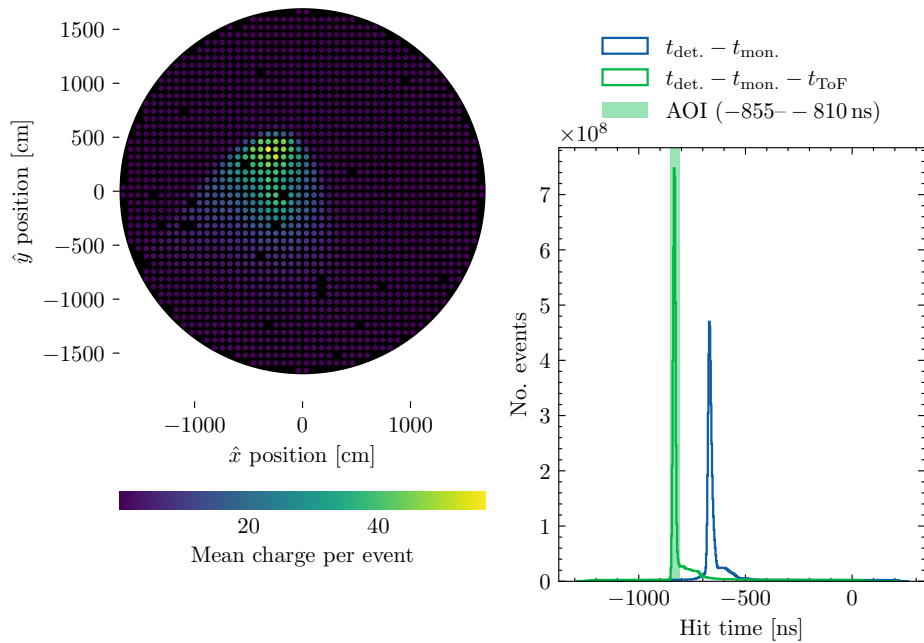 1500
1000
500
0
−500
−1000
−1500
ŷ position [cm]
−1000 0 1000
x̂ position [cm]
20 40
Mean charge per event
t_det. − t_mon.
t_det. − t_mon. − t_ToF
AOI (−855– − 810 ns)
×10^8
7
6
5
4
3
2
1
0
No. events
−1000 −500 0
Hit time [ns]